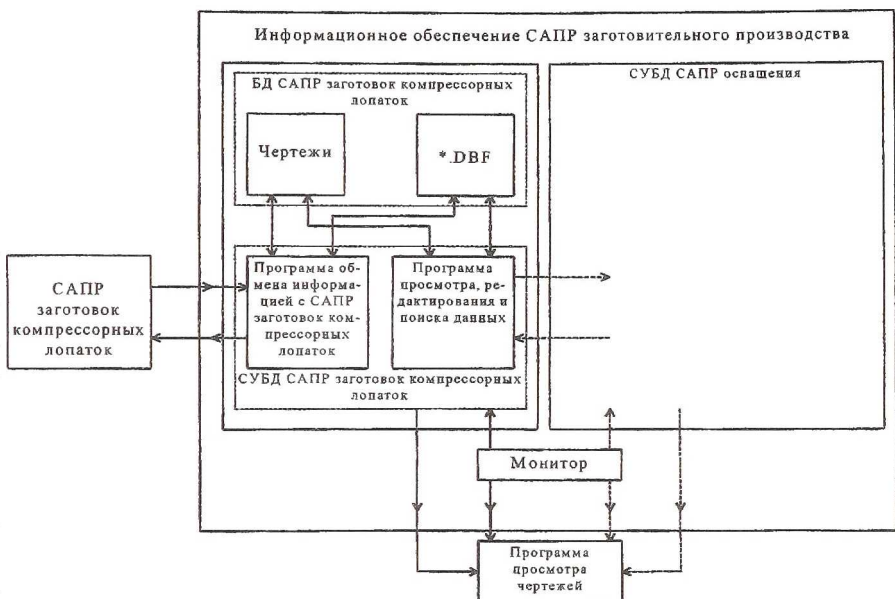 Информационное обеспечение САПР заготовительного производства
БД САПР заготовок компрессорных
лопаток
Чертежи
*.DBF
СУБД САПР оснащения
САПР
заготовок
компрессорных
лопаток
Программа об-
мена информа-
цией с САПР
заготовок ком-
прессорных
лопаток
Программа
просмотра, ре-
дактирования и
поиска данных
СУБД САПР заготовок компрессорных
лопаток
Монитор
Программа
просмотра
чертежей